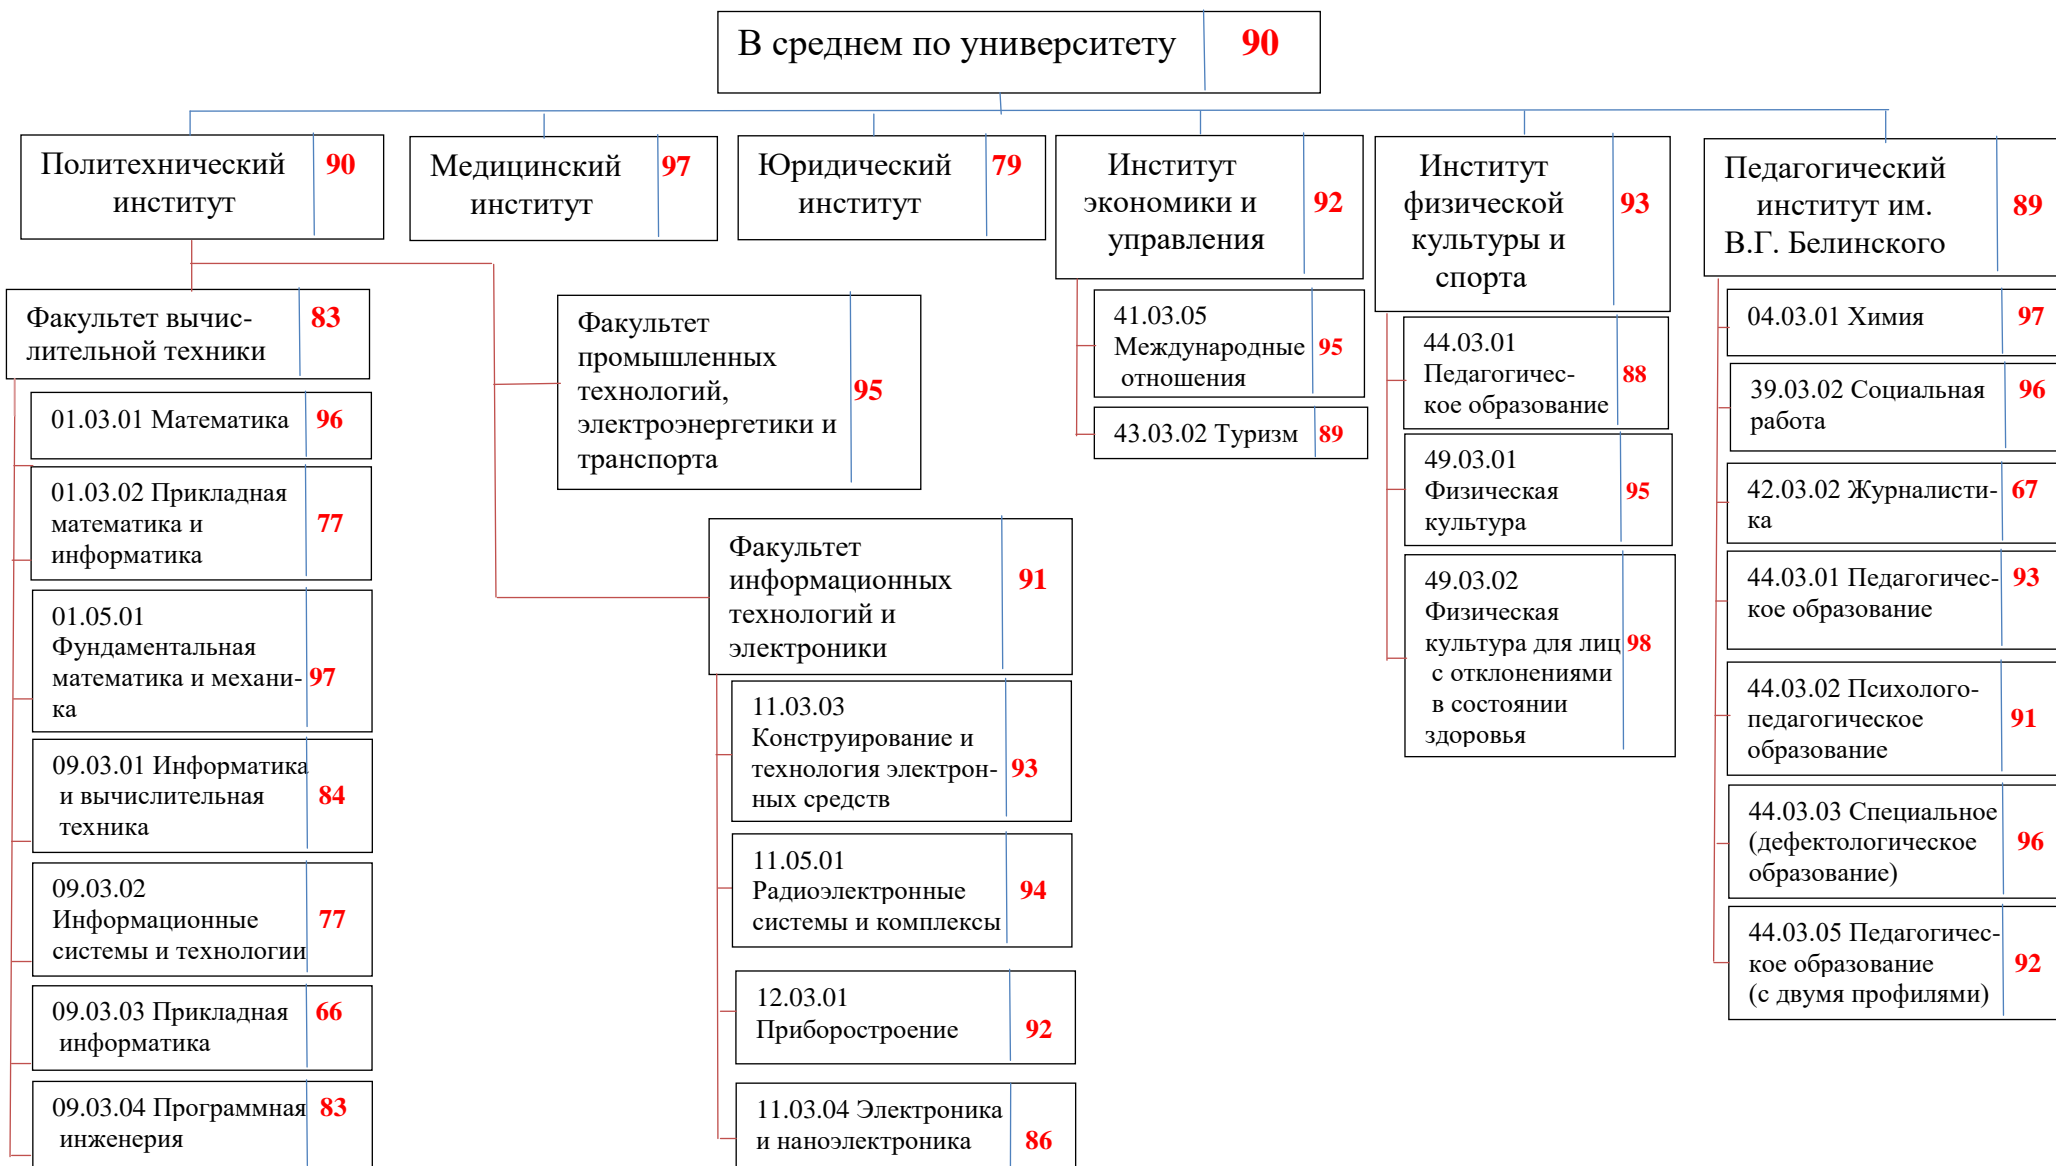 В среднем по университету 90
Политехнический 90
институт
Медицинский 97
институт
Юридический 79
институт
Институт
экономики и 92
управления
Институт
физической 93
культуры и
спорта
Педагогический
институт им. 89
В.Г. Белинского
Факультет вычис- 83
лительной техники
01.03.01 Математика 96
01.03.02 Прикладная
математика и 77
информатика
01.05.01
Фундаментальная
математика и механи- 97
ка
09.03.01 Информатика
и вычислительная 84
техника
09.03.02
Информационные 77
системы и технологии
09.03.03 Прикладная 66
информатика
09.03.04 Программная 83
инженерия
Факультет
промышленных
технологий, 95
электроэнергетики и
транспорта
Факультет
информационных 91
технологий и
электроники
11.03.03
Конструирование и
технология электрон- 93
ных средств
11.05.01
Радиоэлектронные 94
системы и комплексы
12.03.01
Приборостроение 92
11.03.04 Электроника
и наноэлектроника 86
41.03.05
Международные 95
отношения
43.03.02 Туризм 89
44.03.01
Педагогичес- 88
кое образование
49.03.01
Физическая 95
культура
49.03.02
Физическая
культура для лиц 98
с отклонениями
в состоянии
здоровья
04.03.01 Химия 97
39.03.02 Социальная 96
работа
42.03.02 Журналисти- 67
ка
44.03.01 Педагогичес- 93
кое образование
44.03.02 Психолого-
педагогическое 91
образование
44.03.03 Специальное
(дефектологическое 96
образование)
44.03.05 Педагогичес-
кое образование 92
(с двумя профилями)